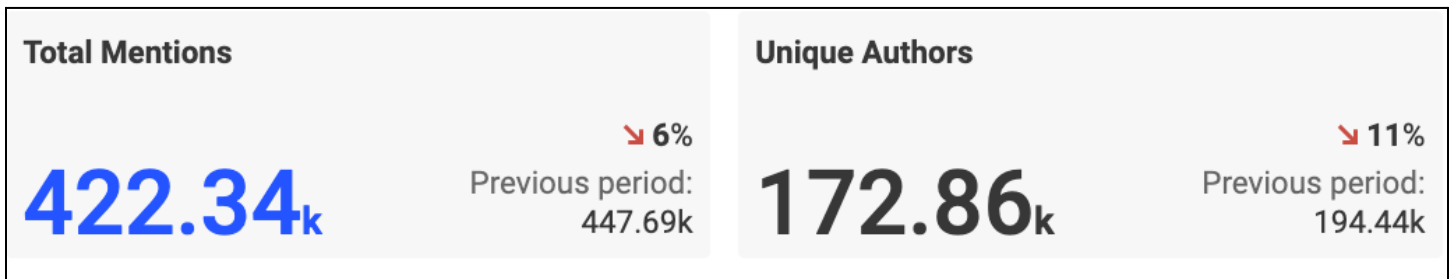 Total Mentions
6%
422.34k
Previous period:
447.69k
Unique Authors
11%
172.86k
Previous period:
194.44k